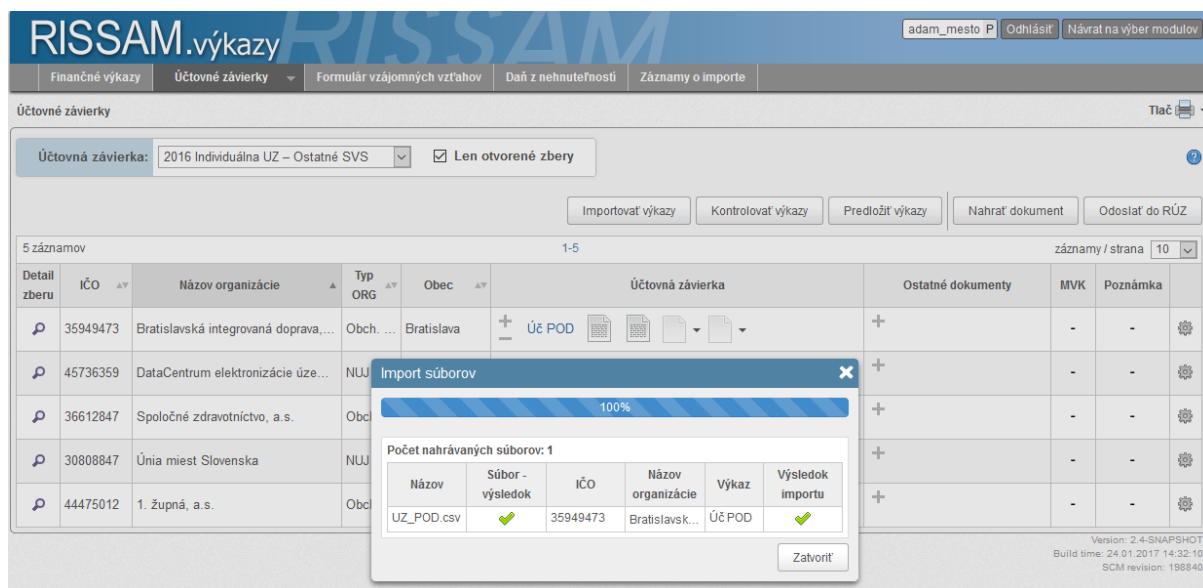 RISSAM.výkazy
RISSAM
adam_mesto P Odhlásiť Návrat na výber modulov
Finančné výkazy Účtovné závierky Formulár vzájomných vzťahov Daň z nehnuteľností Záznamy o importe
Účtovné závierky Tlač
Účtovná závierka: 2016 Individuálna UZ – Ostatné SVS Len otvorené zbery
Importovať výkazy Kontrolovať výkazy Predložiť výkazy Nahrať dokument Odoslať do RÚZ
5 záznamov 1-5 záznamy / strana 10
Detail zberu IČO Názov organizácie Typ ORG Obec Účtovná závierka Ostatné dokumenty MVK Poznámka
35949473 Bratislavská integrovaná doprava,... Obch. ... Bratislava Úč POD - -
45736359 DataCentrum elektronizácie úze... NUJ - -
36612847 Spoločné zdravotníctvo, a.s. Obch - -
30808847 Únia miest Slovenska NUJ - -
44475012 1. župná, a.s. Obch - -
Import súborov
100%
Počet nahrávaných súborov: 1
Názov Súbor - výsledok IČO Názov organizácie Výkaz Výsledok importu
UZ_POD.csv 35949473 Bratislavsk... Úč POD
Zatvoriť
Version: 2.4-SNAPSHOT
Build time: 24.01.2017 14:32:10
SCM revision: 198840